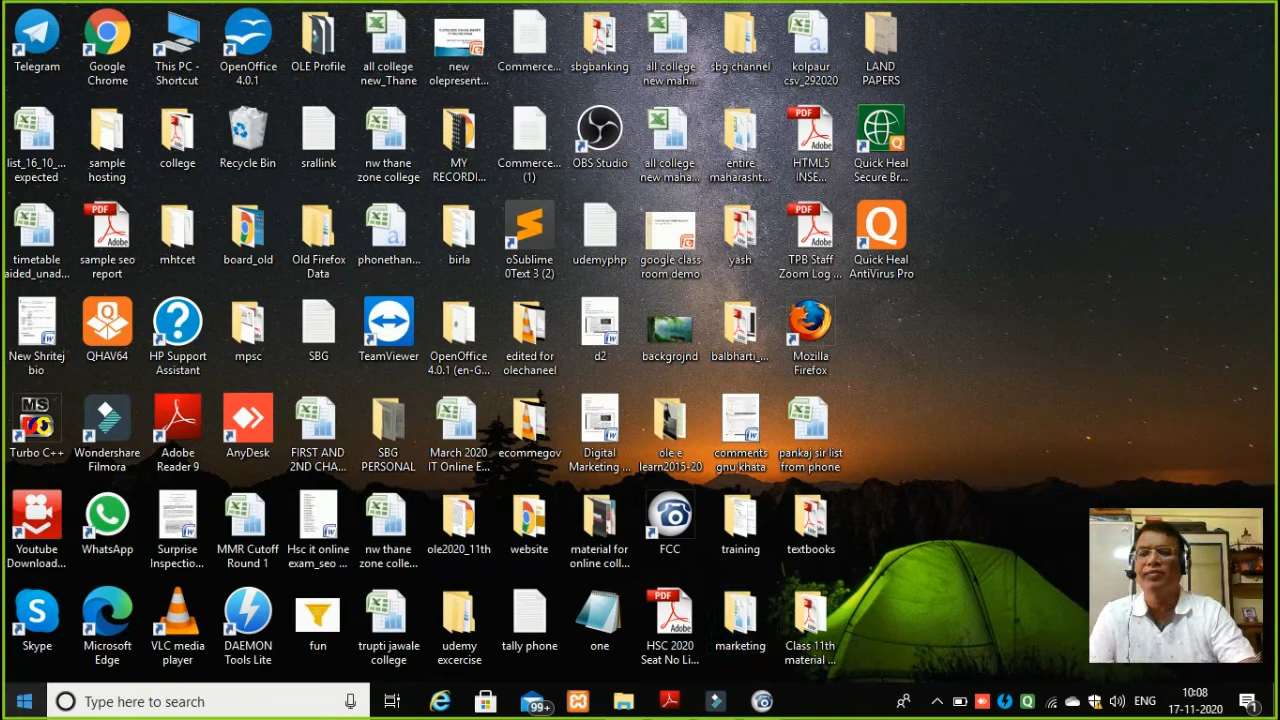 Telegram
Google
Chrome
This PC -
Shortcut
OpenOffice
4.0.1
OLE Profile
all college
new_Thane
new
olepresent...
Commerce...
sbgbanking
all college
new mah...
sbg channel
kolpaur
csv_292020
LAND
PAPERS
list_16_10_...
expected
sample
hosting
college
Recycle Bin
srallink
nw thane
zone college
MY
RECORDI...
Commerce...
(1)
OBS Studio
all college
new maha...
entire
maharasht...
HTML5
INSE...
Quick Heal
Secure Br...
timetable
aided_unad...
sample seo
report
mhtcet
board_old
Old Firefox
Data
phonethan...
birla
oSublime
0Text 3 (2)
udemyphp
google class
room demo
yash
TPB Staff
Zoom Log ...
Quick Heal
AntiVirus Pro
New Shritej
bio
QHAV64
HP Support
Assistant
mpsc
SBG
TeamViewer
OpenOffice
4.0.1 (en-G...
edited for
olechaneel
d2
backgrojnd
balbharti_...
Mozilla
Firefox
Turbo C++
Wondershare
Filmora
Adobe
Reader 9
AnyDesk
FIRST AND
2ND CHA...
SBG
PERSONAL
March 2020
IT Online E...
ecommegov
Digital
Marketing ...
ole e
learn2015-20
comments
gnu khata
pankaj sir list
from phone
Youtube
Download...
WhatsApp
Surprise
Inspectio...
MMR Cutoff
Round 1
Hsc it online
exam_seo ...
nw thane
zone colle...
ole2020_11th
website
material for
online coll...
FCC
training
textbooks
Skype
Microsoft
Edge
VLC media
player
DAEMON
Tools Lite
fun
trupti jawale
college
udemy
excercise
tally phone
one
HSC 2020
Seat No Li...
marketing
Class 11th
material ...
Type here to search
99+
ENG
10:08
17-11-2020
1